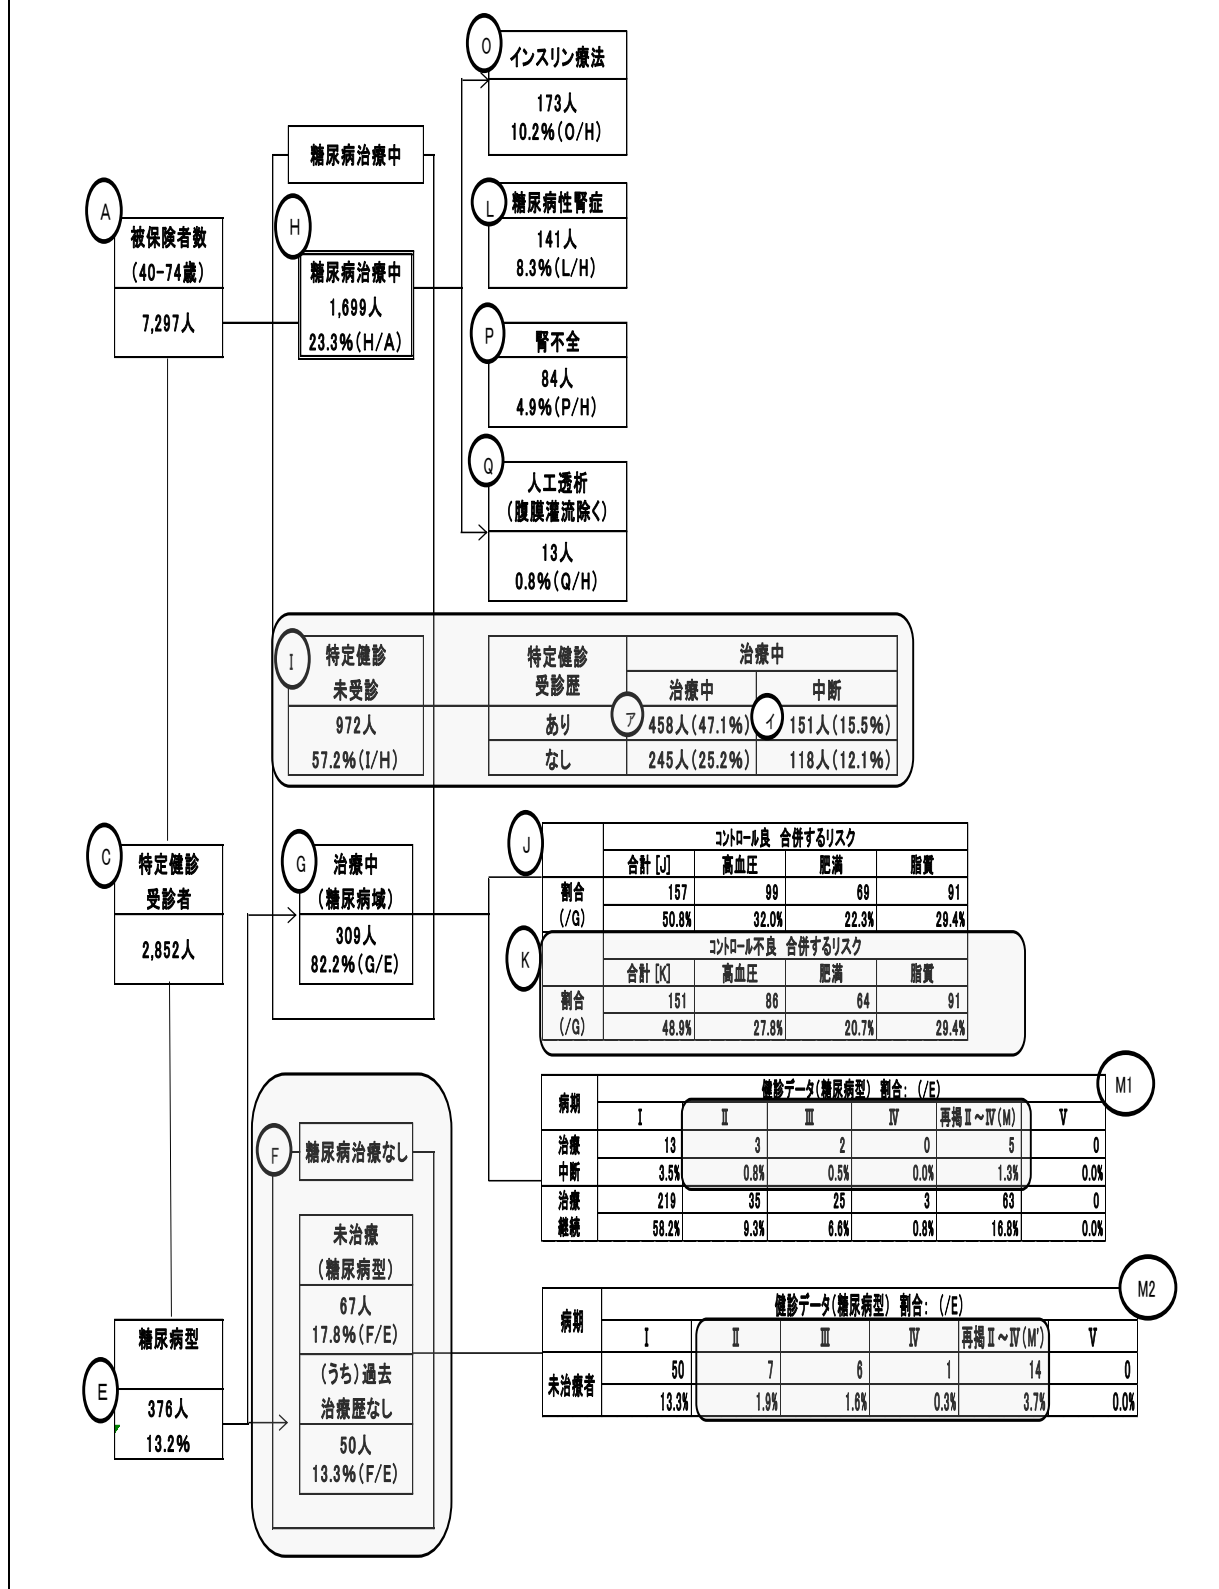 O
インスリン療法
173人
10.2%(O/H)
糖尿病治療中
L
糖尿病性腎症
141人
8.3%(L/H)
A
被保険者数
(40-74歳)
7,297人
H
糖尿病治療中
1,699人
23.3%(H/A)
P
腎不全
84人
4.9%(P/H)
Q
人工透析
(腹膜灌流除く)
13人
0.8%(Q/H)
I
特定健診
未受診
972人
57.2%(I/H)
特定健診
受診歴
治療中
治療中 中断
あり ア 458人(47.1%) イ 151人(15.5%)
なし 245人(25.2%) 118人(12.1%)
C
特定健診
受診者
2,852人
G
治療中
(糖尿病域)
309人
82.2%(G/E)
J
コントロール良 合併するリスク
合計[J] 高血圧 肥満 脂質
割合 157 99 69 91
(/G) 50.8% 32.0% 22.3% 29.4%
K
コントロール不良 合併するリスク
合計[K] 高血圧 肥満 脂質
割合 151 86 64 91
(/G) 48.9% 27.8% 20.7% 29.4%
M1
病期 健診データ(糖尿病型) 割合: (/E)
Ⅰ Ⅱ Ⅲ Ⅳ 再掲Ⅱ~Ⅳ(M) Ⅴ
治療 13 3 2 0 5 0
中断 3.5% 0.8% 0.5% 0.0% 1.3% 0.0%
治療 219 35 25 3 63 0
継続 58.2% 9.3% 6.6% 0.8% 16.8% 0.0%
F
糖尿病治療なし
未治療
(糖尿病型)
67人
17.8%(F/E)
(うち)過去
治療歴なし
50人
13.3%(F/E)
M2
病期 健診データ(糖尿病型) 割合: (/E)
Ⅰ Ⅱ Ⅲ Ⅳ 再掲Ⅱ~Ⅳ(M') Ⅴ
未治療者 50 7 6 1 14 0
13.3% 1.9% 1.6% 0.3% 3.7% 0.0%
E
糖尿病型
376人
13.2%